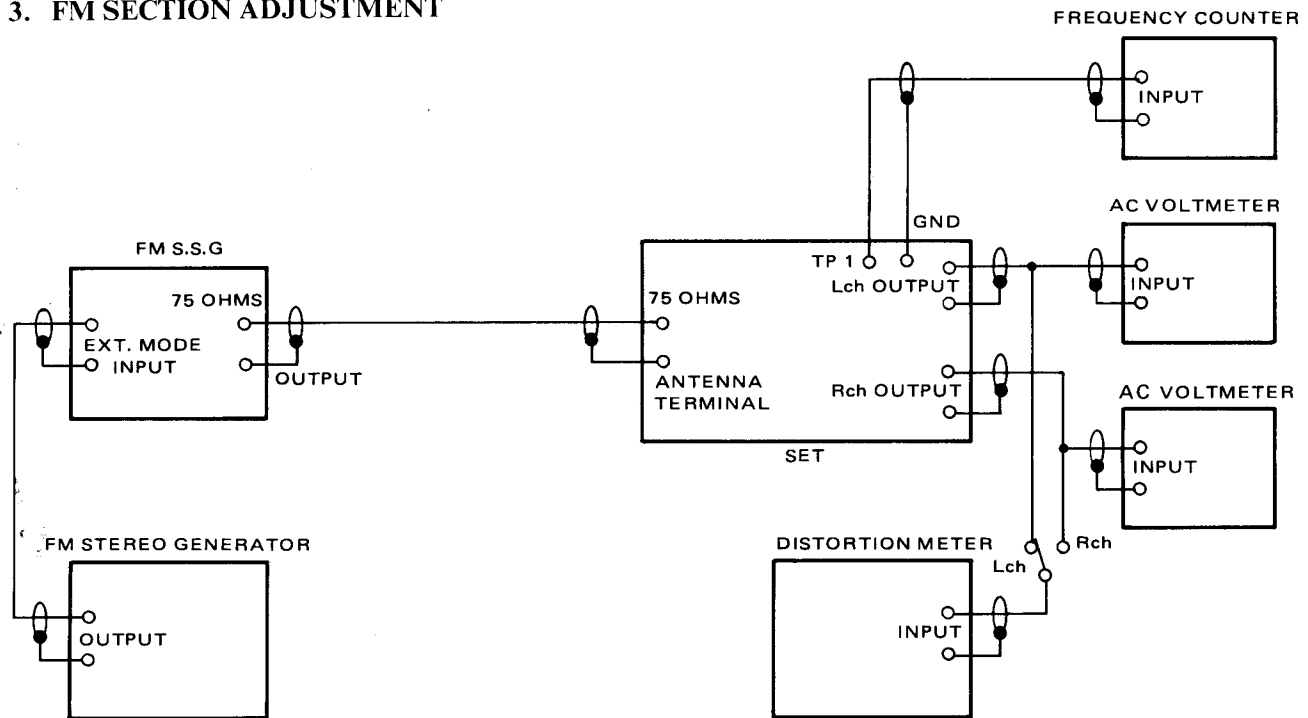 3. FM SECTION ADJUSTMENT
FREQUENCY COUNTER
INPUT
AC VOLTMETER
GND
FM S.S.G
TP 1
INPUT
Lch OUTPUT
75 OHMS
75 OHMS
EXT. MODE
INPUT
OUTPUT
ANTENNA
TERMINAL
Rch OUTPUT
AC VOLTMETER
SET
INPUT
FM STEREO GENERATOR
DISTORTION METER
Rch
Lch
OUTPUT
INPUT